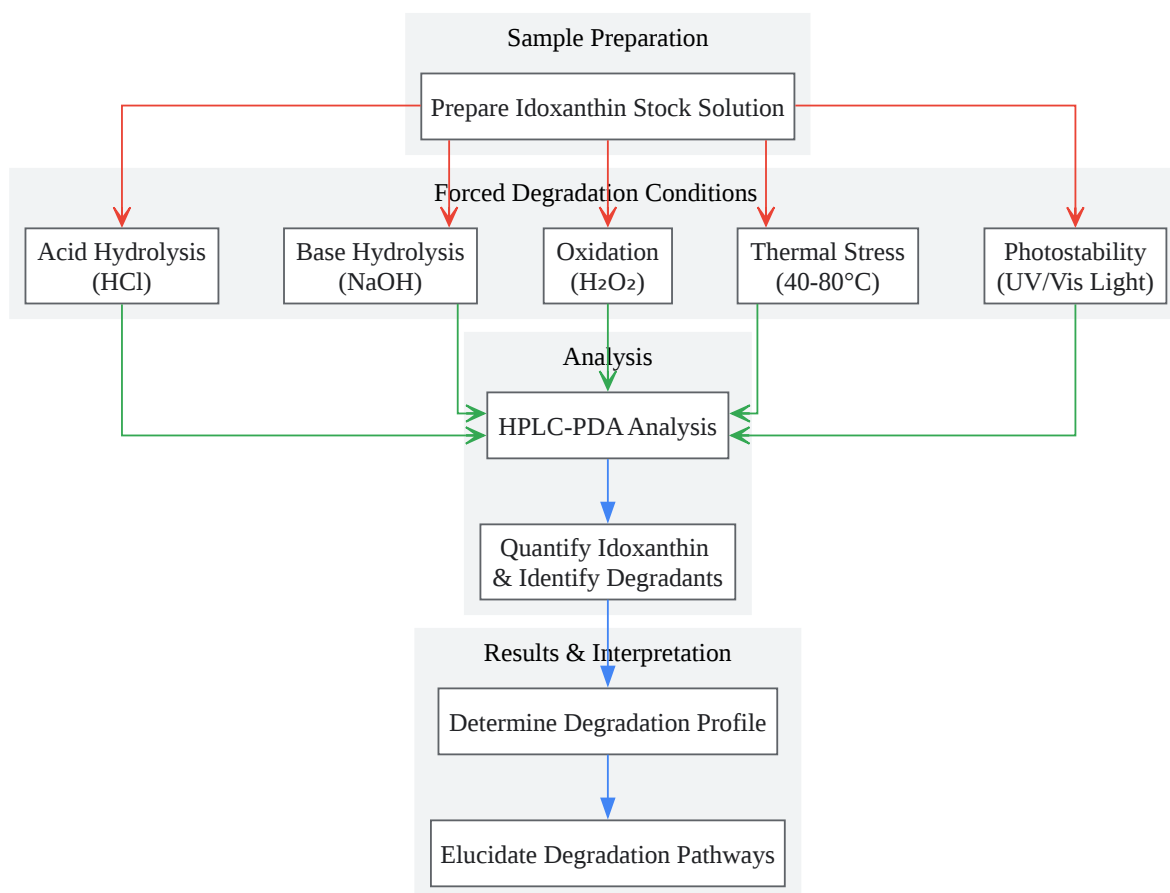 Sample Preparation
Prepare Idoxanthin Stock Solution
Forced Degradation Conditions
Acid Hydrolysis
(HCl)
Base Hydrolysis
(NaOH)
Oxidation
(H₂O₂)
Thermal Stress
(40-80°C)
Photostability
(UV/Vis Light)
Analysis
HPLC-PDA Analysis
Quantify Idoxanthin
& Identify Degradants
Results & Interpretation
Determine Degradation Profile
Elucidate Degradation Pathways